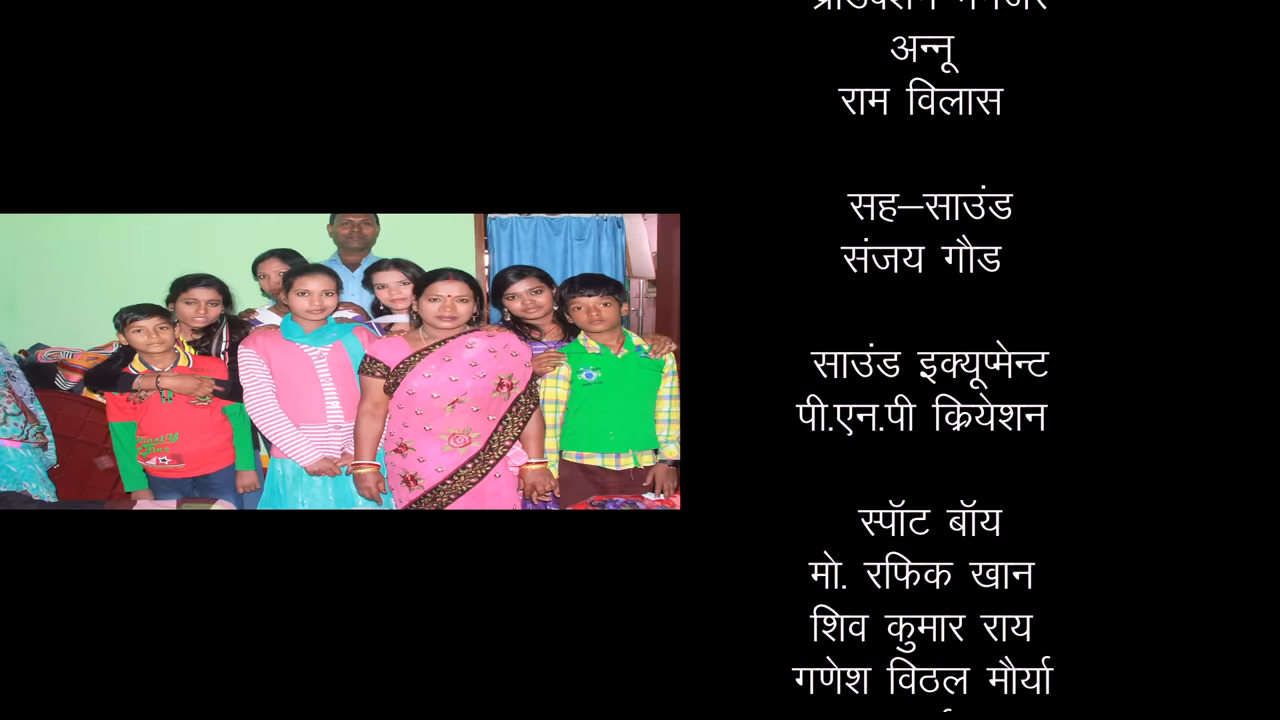 अन्नू
राम विलास
सह–साउंड
संजय गौड
साउंड इक्यूप्मेन्ट
पी.एन.पी क्रियेशन
स्पॉट बॉय
मो. रफिक खान
शिव कुमार राय
गणेश विठल मौर्या